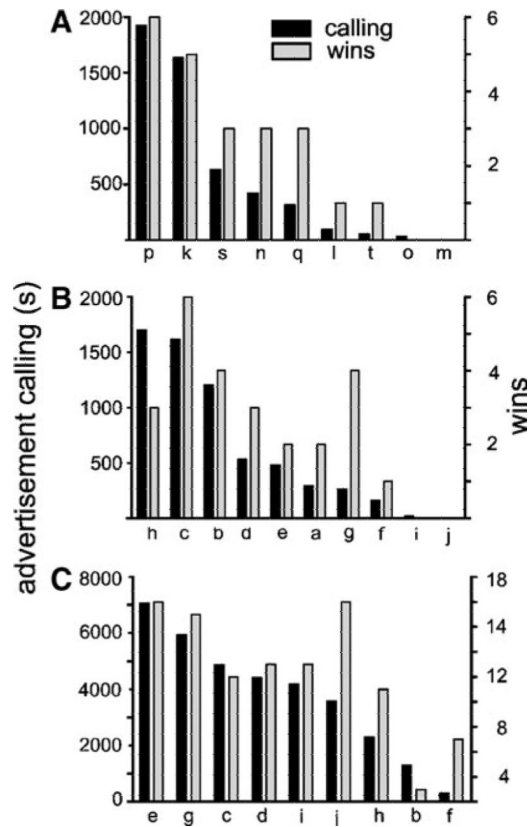 A
calling
wins
2000
1500
1000
500
6
4
2
p k s n q l t o m
B
2000
1500
1000
500
6
4
2
h c b d e a g f i j
C
8000
6000
4000
2000
0
18
16
12
8
4
e g c d i j h b f
advertisement calling (s)
wins